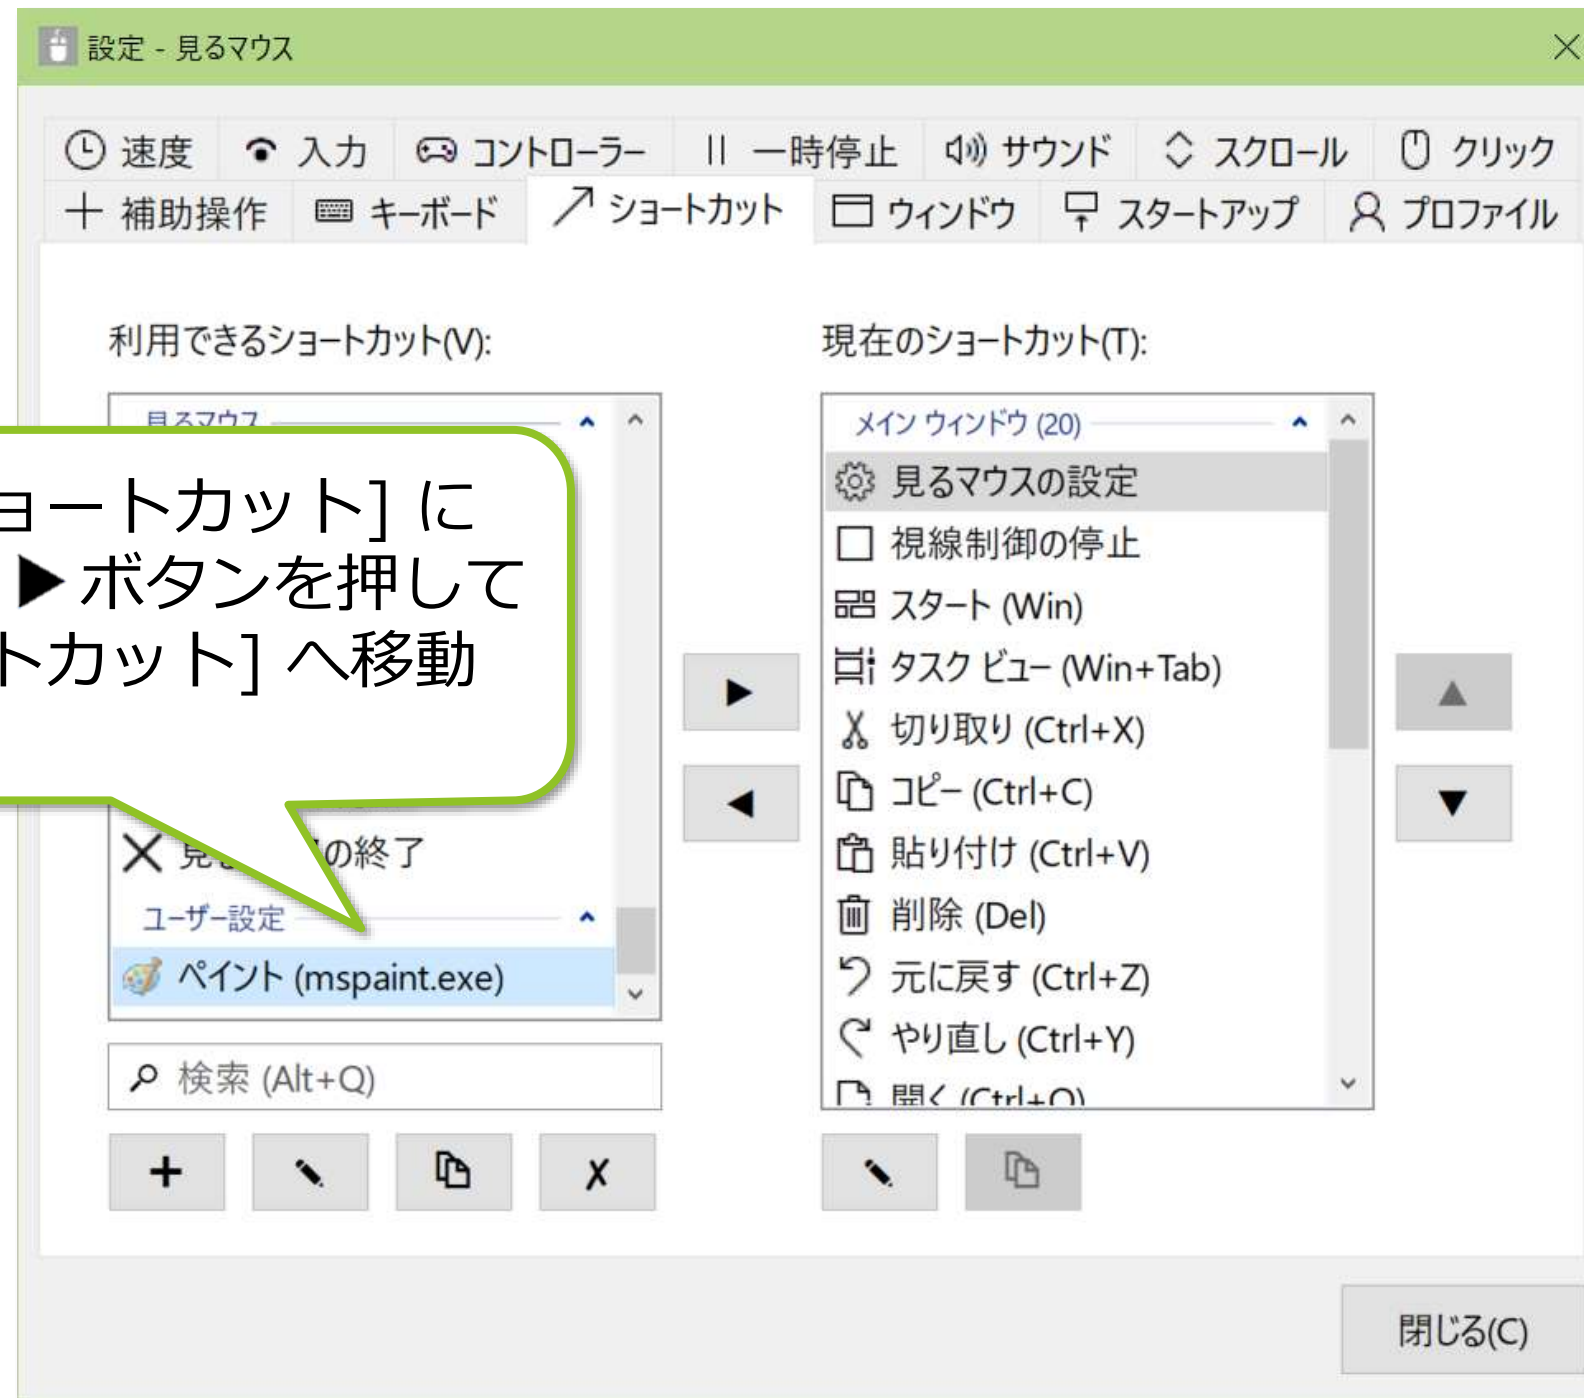 設定 - 見るマウス
速度 入力 コントローラー 一時停止 サウンド スクロール クリック
補助操作 キーボード ショートカット ウィンドウ スタートアップ プロファイル
利用できるショートカット(V):
見るマウス
ョートカット] に
▶ボタンを押して
トカット] へ移動
の終了
ユーザー設定
ペイント (mspaint.exe)
検索 (Alt+Q)
現在のショートカット(T):
メイン ウィンドウ (20)
見るマウスの設定
視線制御の停止
スタート (Win)
タスク ビュー (Win+Tab)
切り取り (Ctrl+X)
コピー (Ctrl+C)
貼り付け (Ctrl+V)
削除 (Del)
元に戻す (Ctrl+Z)
やり直し (Ctrl+Y)
開く (Ctrl+O)
閉じる(C)